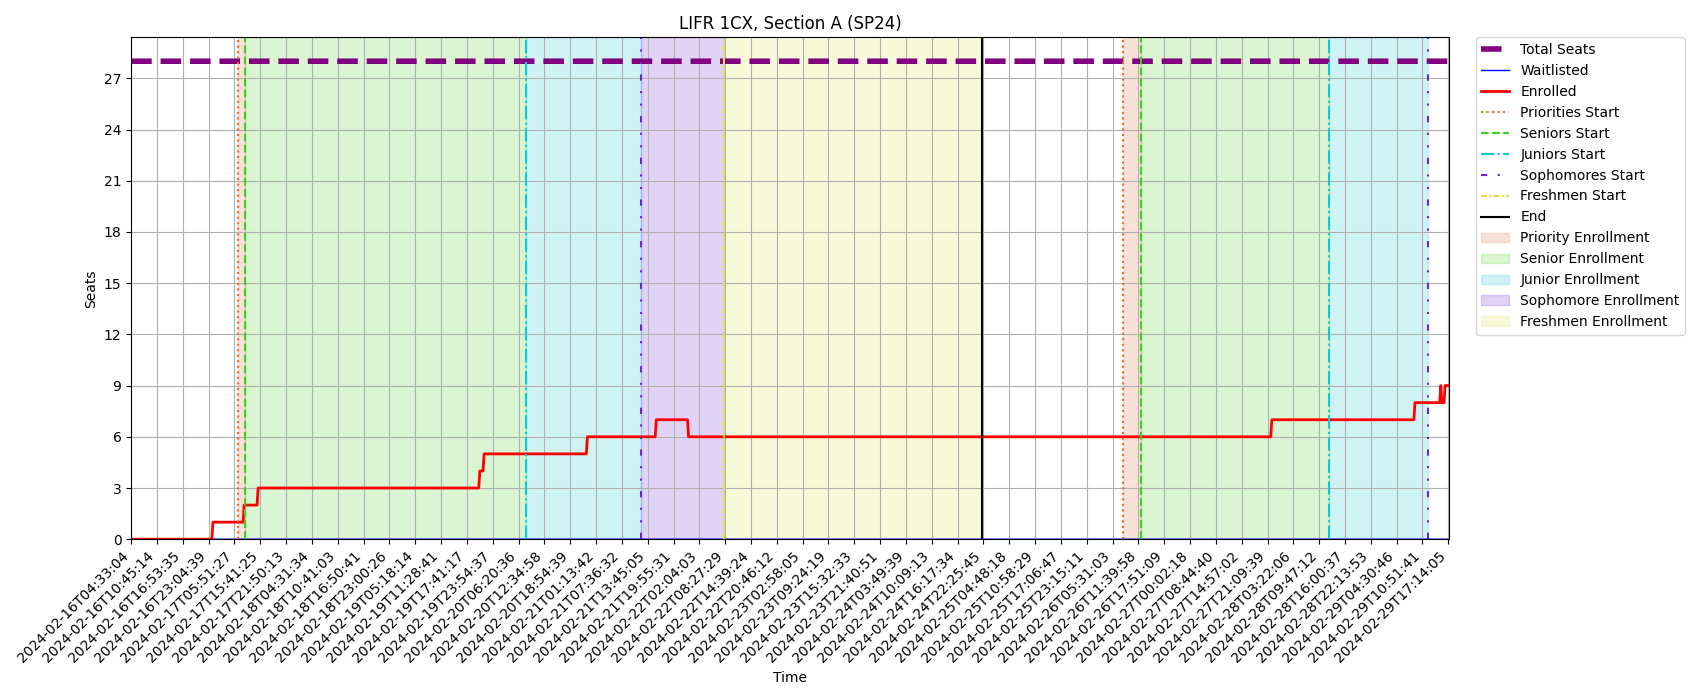 LIFR 1CX, Section A (SP24)
Seats
27
24
21
18
15
12
9
6
3
0
2024-02-16T04:33:04
2024-02-16T10:45:14
2024-02-16T16:53:35
2024-02-16T23:04:39
2024-02-17T05:51:27
2024-02-17T15:41:25
2024-02-17T21:50:13
2024-02-18T04:31:34
2024-02-18T10:41:03
2024-02-18T16:50:41
2024-02-18T23:00:26
2024-02-19T05:18:14
2024-02-19T11:28:41
2024-02-19T17:41:17
2024-02-19T23:54:37
2024-02-20T06:20:36
2024-02-20T12:34:58
2024-02-20T18:54:39
2024-02-21T01:13:42
2024-02-21T07:36:32
2024-02-21T13:45:05
2024-02-21T19:55:31
2024-02-22T02:04:03
2024-02-22T08:27:29
2024-02-22T14:39:24
2024-02-22T20:46:12
2024-02-23T02:58:05
2024-02-23T09:24:19
2024-02-23T15:32:33
2024-02-23T21:40:51
2024-02-24T03:49:39
2024-02-24T10:09:13
2024-02-24T16:17:34
2024-02-24T22:25:45
2024-02-25T04:48:18
2024-02-25T10:58:29
2024-02-25T17:06:47
2024-02-25T23:15:11
2024-02-26T05:31:03
2024-02-26T11:39:58
2024-02-26T17:51:09
2024-02-27T00:02:18
2024-02-27T08:44:40
2024-02-27T14:57:02
2024-02-27T21:09:39
2024-02-28T03:22:06
2024-02-28T09:47:12
2024-02-28T16:00:37
2024-02-28T22:13:53
2024-02-29T04:30:46
2024-02-29T10:51:41
2024-02-29T17:14:05
Time
Total Seats
Waitlisted
Enrolled
Priorities Start
Seniors Start
Juniors Start
Sophomores Start
Freshmen Start
End
Priority Enrollment
Senior Enrollment
Junior Enrollment
Sophomore Enrollment
Freshmen Enrollment